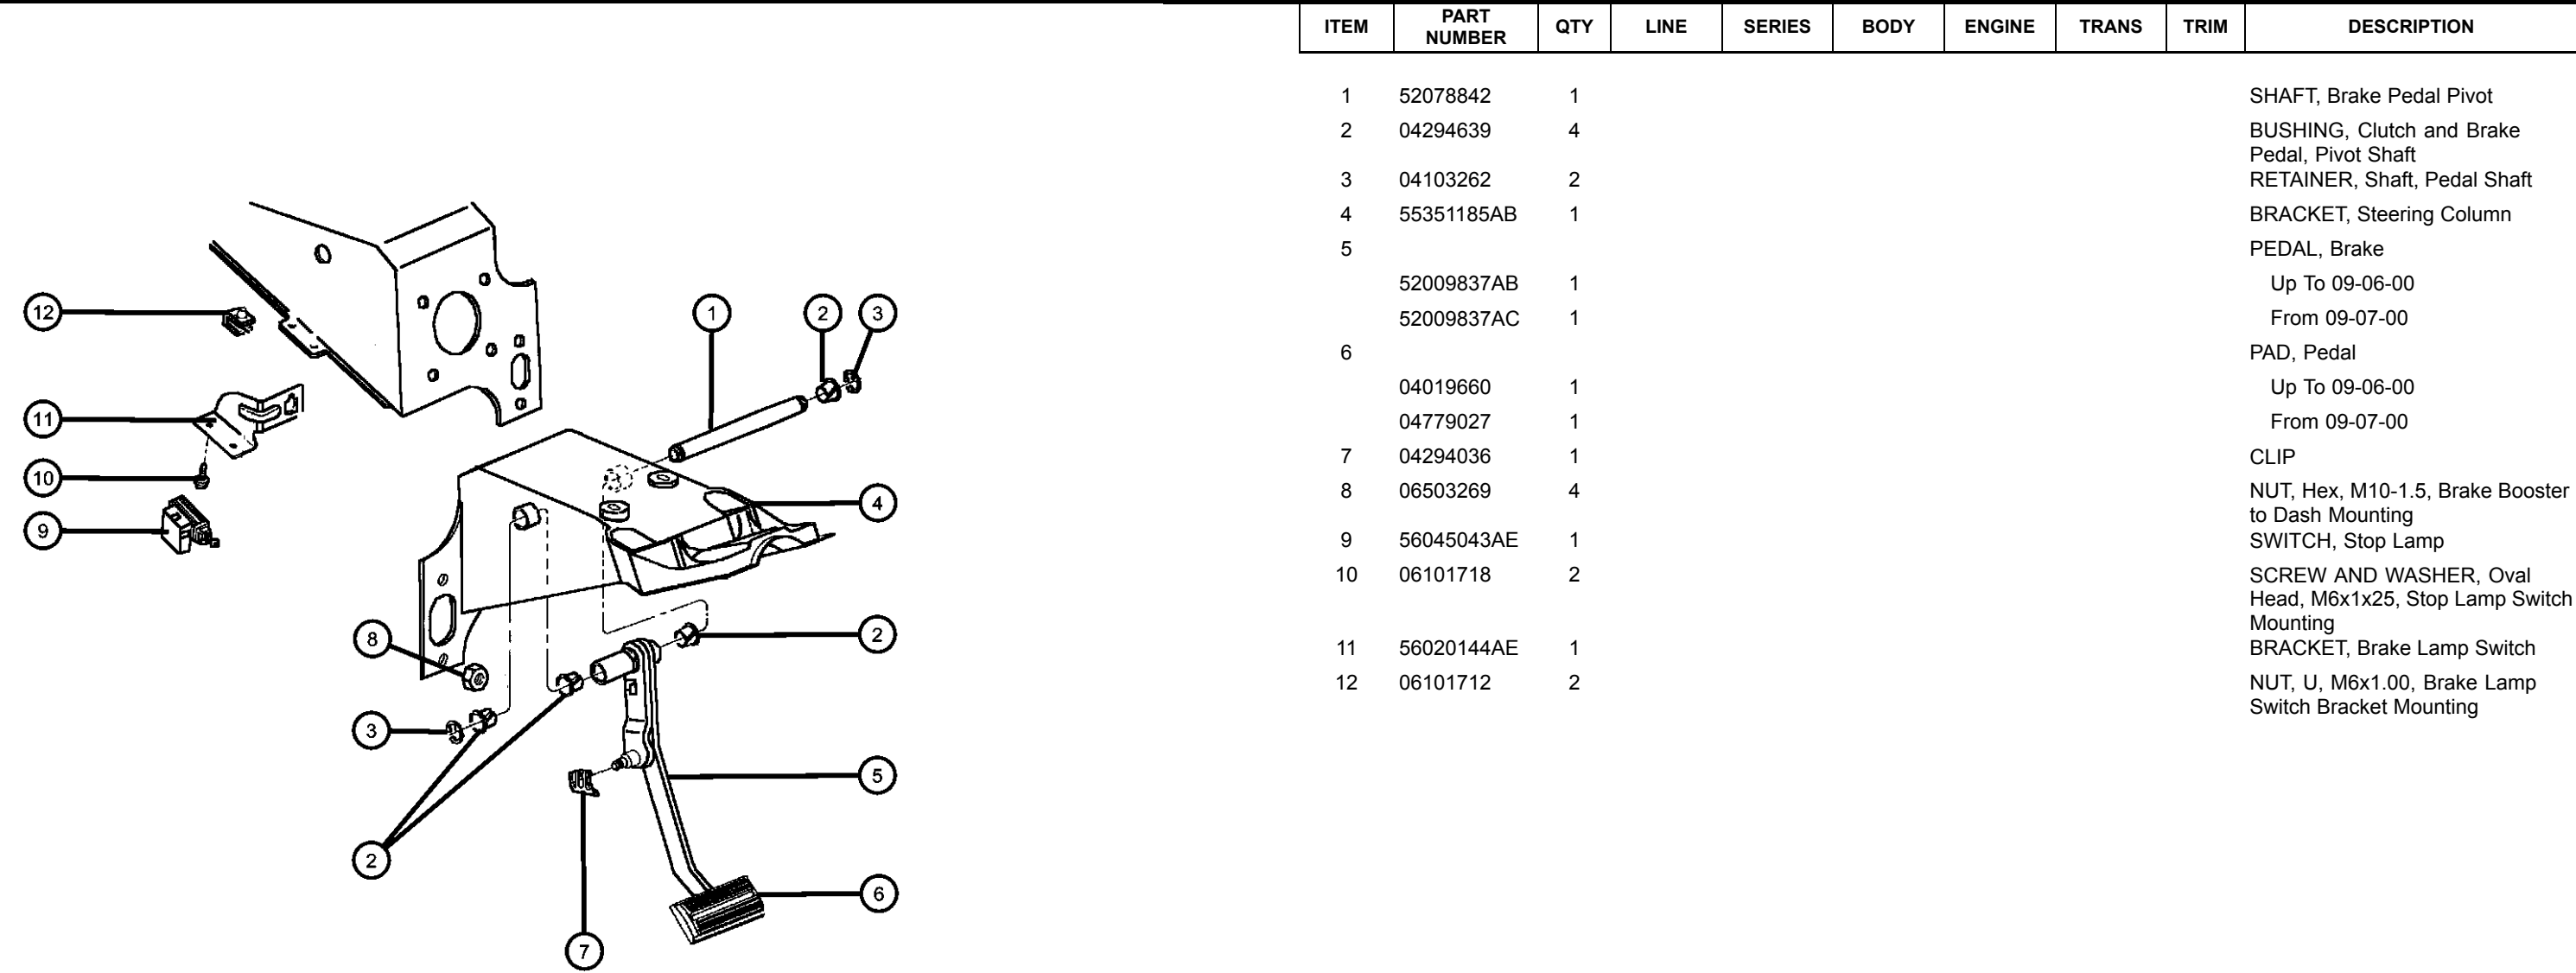 ITEM PART NUMBER QTY LINE SERIES BODY ENGINE TRANS TRIM DESCRIPTION
1 52078842 1 SHAFT, Brake Pedal Pivot
2 04294639 4 BUSHING, Clutch and Brake
Pedal, Pivot Shaft
3 04103262 2 RETAINER, Shaft, Pedal Shaft
4 55351185AB 1 BRACKET, Steering Column
5 PEDAL, Brake
52009837AB 1 Up To 09-06-00
52009837AC 1 From 09-07-00
6 PAD, Pedal
04019660 1 Up To 09-06-00
04779027 1 From 09-07-00
7 04294036 1 CLIP
8 06503269 4 NUT, Hex, M10-1.5, Brake Booster
to Dash Mounting
9 56045043AE 1 SWITCH, Stop Lamp
10 06101718 2 SCREW AND WASHER, Oval
Head, M6x1x25, Stop Lamp Switch
Mounting
11 56020144AE 1 BRACKET, Brake Lamp Switch
12 06101712 2 NUT, U, M6x1.00, Brake Lamp
Switch Bracket Mounting
12
1
2
3
11
10
4
9
8
2
3
5
2
6
7